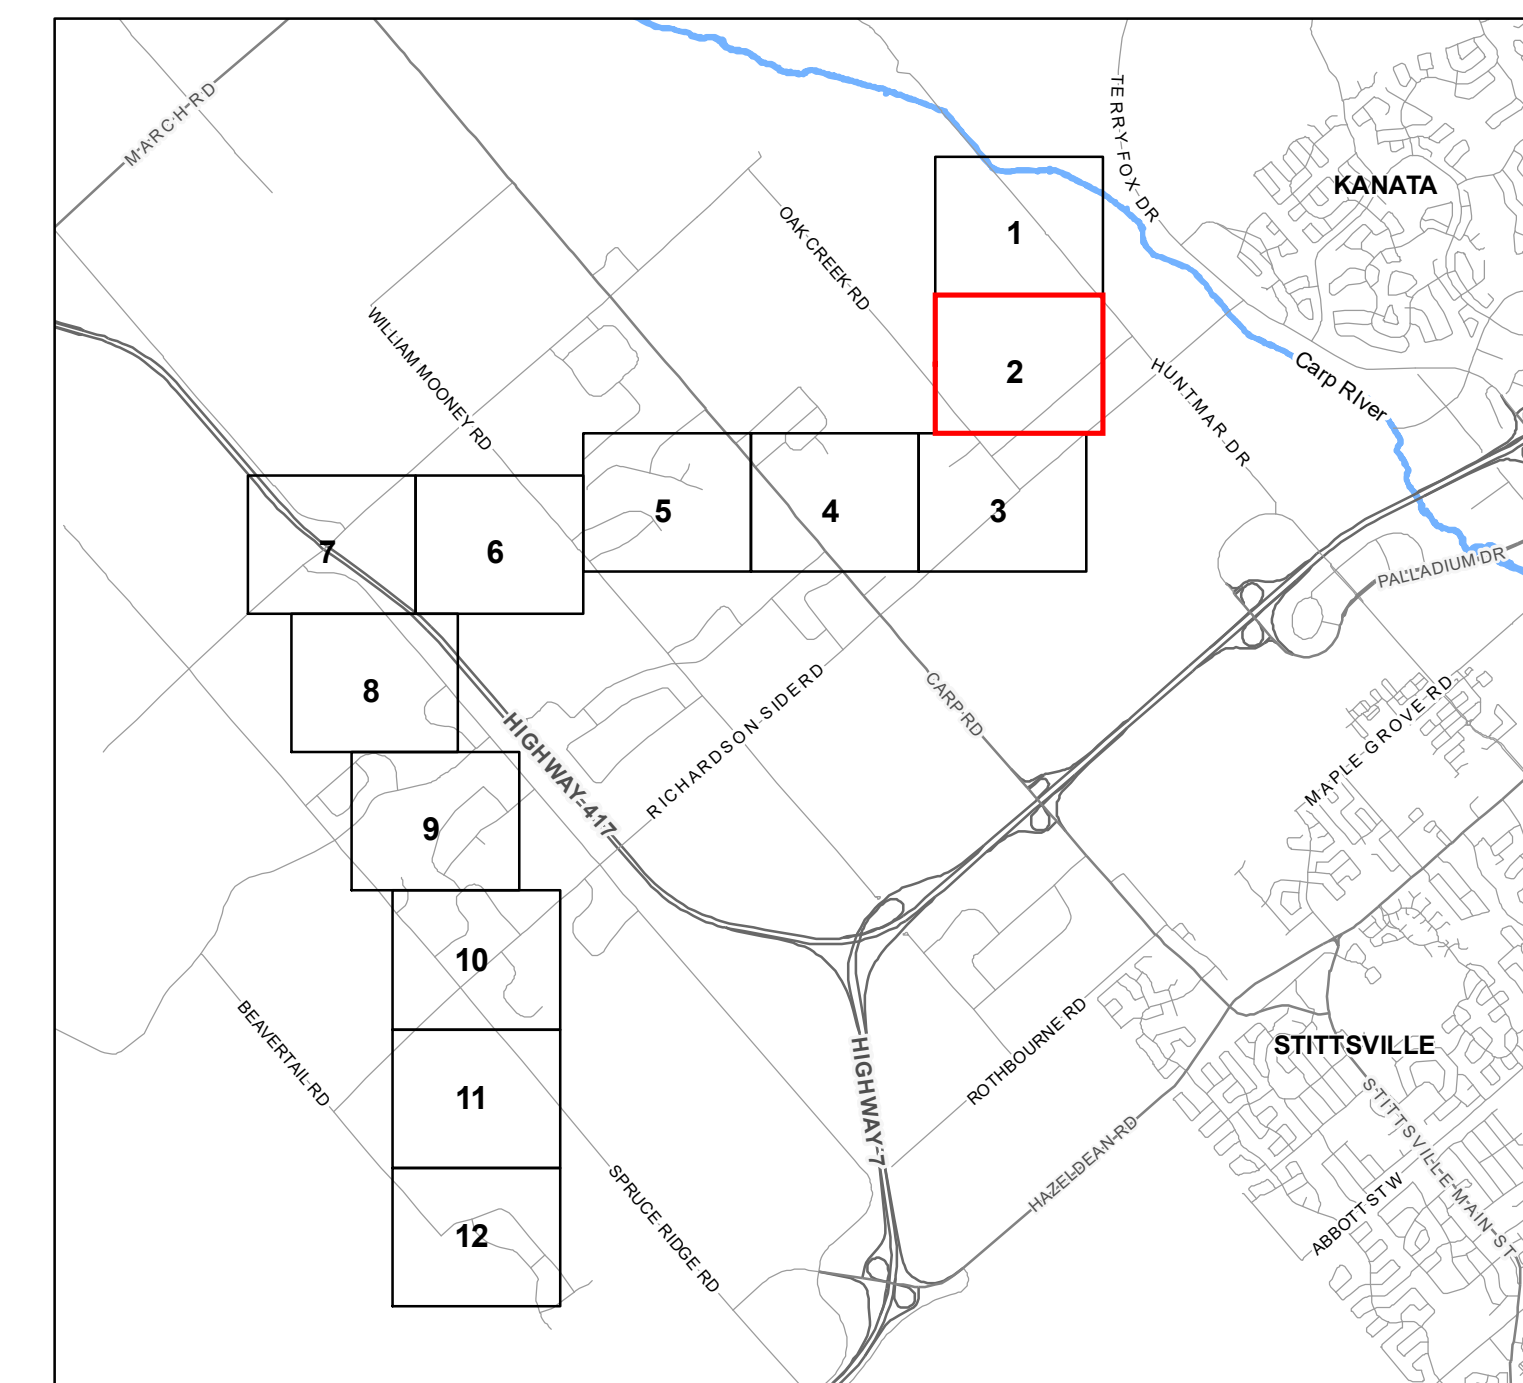 MARCH RD
TERRY FOX DR
KANATA
OAK CREEK RD
1
WILLIAM MOONEY RD
2
HUNTMAR DR
Carp RIver
5
4
3
7
6
PALLADIUM DR
8
CARP RD
RICHARDSON SIDERD
HIGHWAY 417
MAPLE GROVE RD
9
10
BEAVERTAIL RD
ROTHBOURNE RD
STITTSVILLE
HIGHWAY 7
11
HAZELDEAN RD
STITTSVILLE MAIN ST
ABBOTT ST W
SPRUCE RIDGE RD
12